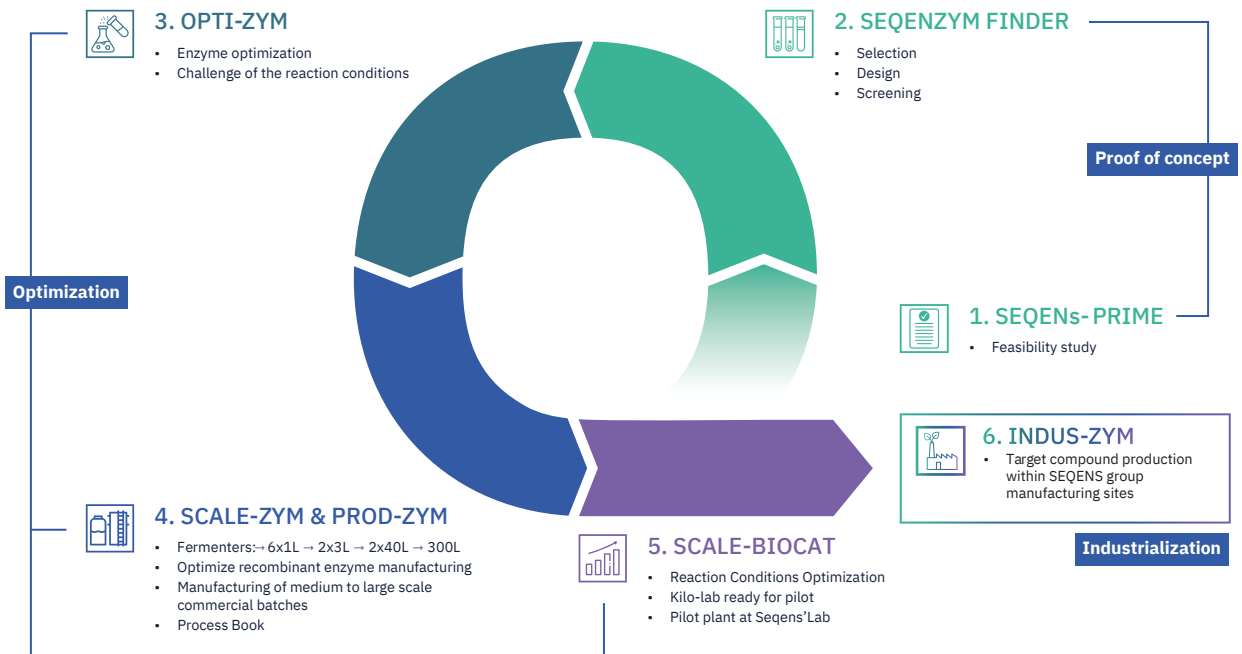 3. OPTI-ZYM
• Enzyme optimization
• Challenge of the reaction conditions
2. SEQENZYM FINDER
• Selection
• Design
• Screening
Proof of concept
Optimization
1. SEQENs-PRIME
• Feasibility study
6. INDUS-ZYM
• Target compound production
within SEQENS group
manufacturing sites
Industrialization
4. SCALE-ZYM & PROD-ZYM
• Fermenters:→ 6x1L → 2x3L → 2x40L → 300L
• Optimize recombinant enzyme manufacturing
• Manufacturing of medium to large scale
commercial batches
• Process Book
5. SCALE-BIOCAT
• Reaction Conditions Optimization
• Kilo-lab ready for pilot
• Pilot plant at Seqens’Lab